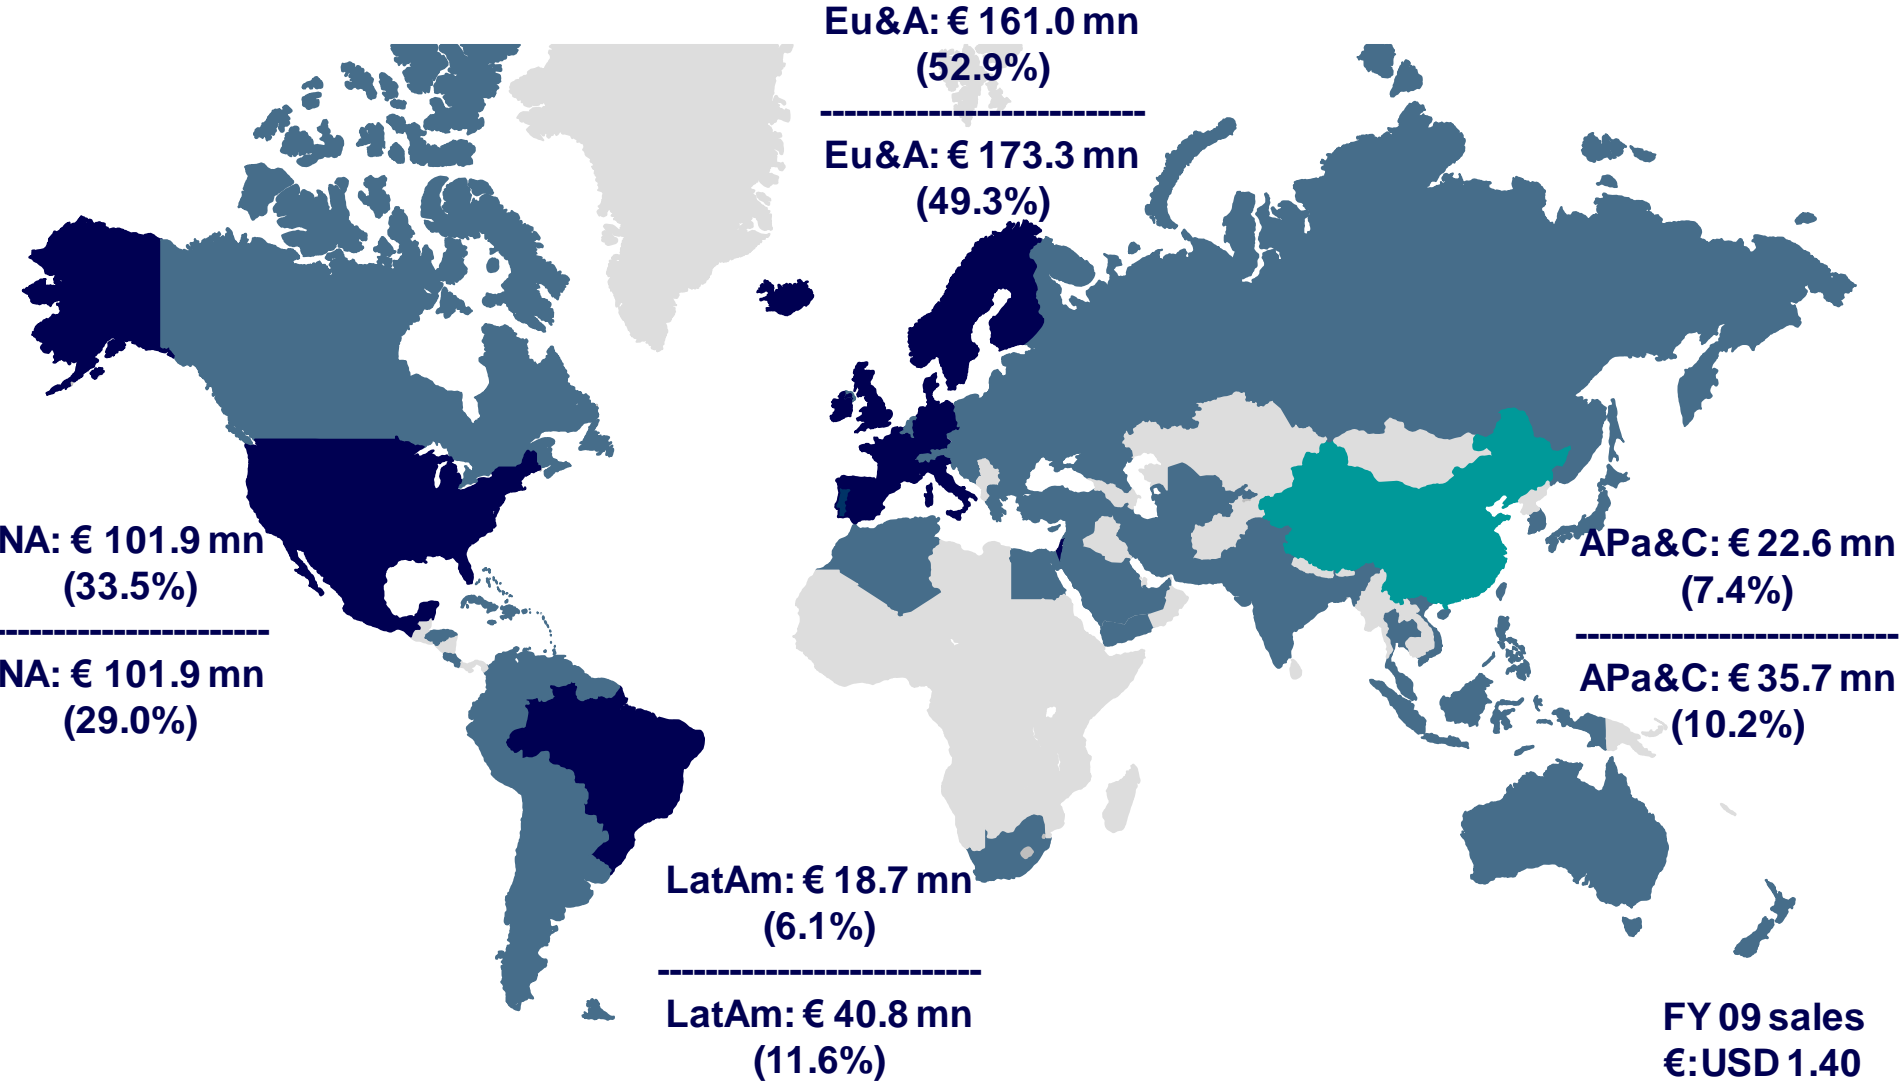 Eu&A: € 161.0 mn
(52.9%)
---------------------------
Eu&A: € 173.3 mn
(49.3%)
NA: € 101.9 mn
(33.5%)
-----------------------
NA: € 101.9 mn
(29.0%)
APa&C: € 22.6 mn
(7.4%)
---------------------------
APa&C: € 35.7 mn
(10.2%)
LatAm: € 18.7 mn
(6.1%)
---------------------------
LatAm: € 40.8 mn
(11.6%)
FY 09 sales
€:USD 1.40